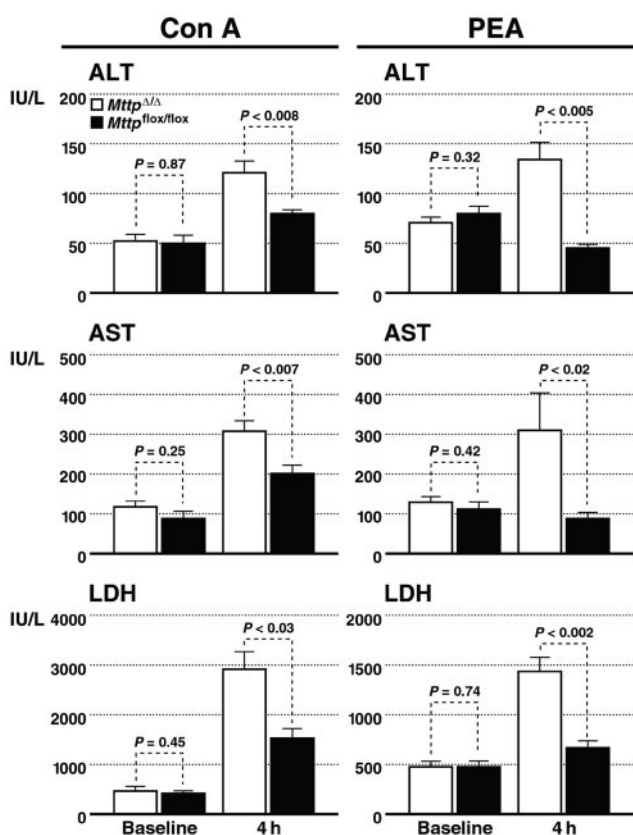 Con A
PEA
ALT
ALT
IU/L
200
150
100
50
0
Mttp^Δ/Δ
Mttp^flox/flox
P = 0.87
P < 0.008
200
150
100
50
0
P = 0.32
P < 0.005
AST
AST
IU/L
500
400
300
200
100
0
P = 0.25
P < 0.007
500
400
300
200
100
0
P = 0.42
P < 0.02
LDH
LDH
IU/L
4000
3000
2000
1000
0
P = 0.45
P < 0.03
2000
1500
1000
500
0
P = 0.74
P < 0.002
Baseline
4 h
Baseline
4 h